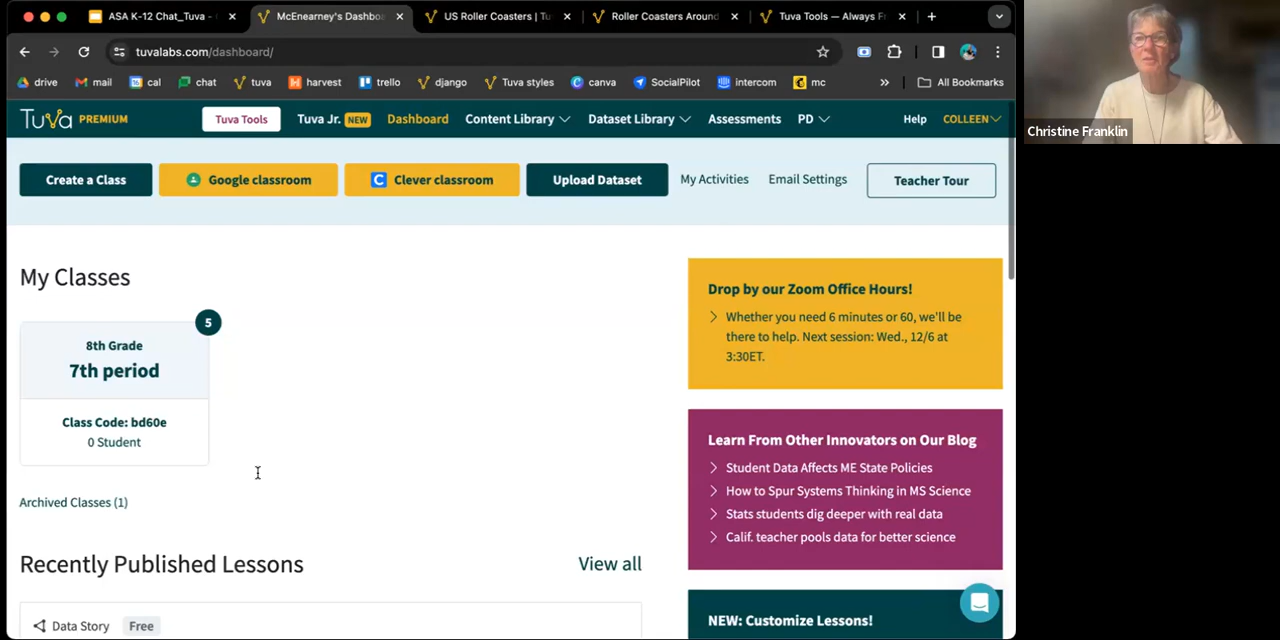 ASA K-12 Chat_Tuva -
McEnearney's Dashboa
US Roller Coasters | Tu
Roller Coasters Around
Tuva Tools — Always Fr
tuvalabs.com/dashboard/
drive
mail
cal
chat
tuva
harvest
trello
django
Tuva styles
canva
SocialPilot
intercom
mc
All Bookmarks
Tuva PREMIUM
Tuva Tools
Tuva Jr. NEW
Dashboard
Content Library
Dataset Library
Assessments
PD
Help
COLLEEN
Create a Class
Google classroom
Clever classroom
Upload Dataset
My Activities
Email Settings
Teacher Tour
My Classes
5
8th Grade
7th period
Class Code: bd60e
0 Student
Archived Classes (1)
Recently Published Lessons
View all
Data Story Free
Drop by our Zoom Office Hours!
Whether you need 6 minutes or 60, we'll be
there to help. Next session: Wed., 12/6 at
3:30ET.
Learn From Other Innovators on Our Blog
Student Data Affects ME State Policies
How to Spur Systems Thinking in MS Science
Stats students dig deeper with real data
Calif. teacher pools data for better science
NEW: Customize Lessons!
Christine Franklin